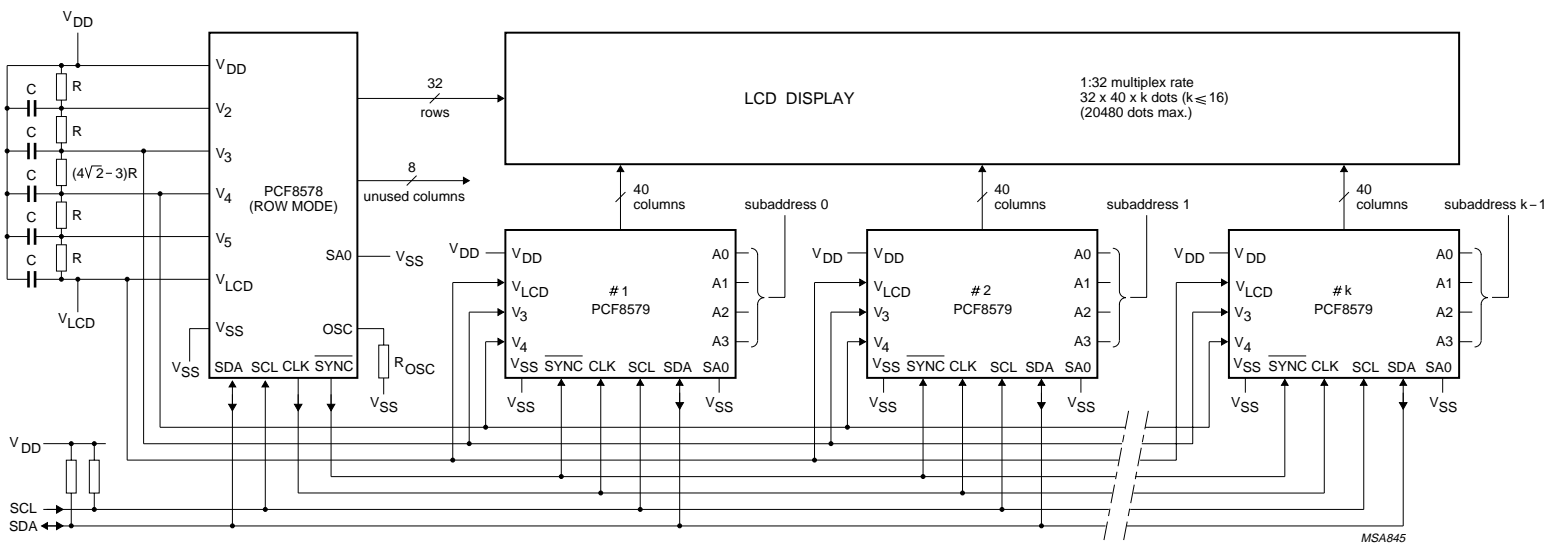 VDD
R
C
R
C
(4√2−3)R
C
R
C
R
C
VLCD
VDD
V2
V3
V4
V5
VLCD
VSS
VSS
PCF8578
(ROW MODE)
SA0
VSS
OSC
ROSC
VSS
SDA SCL CLK SYNC
32
rows
8
unused columns
LCD DISPLAY
1:32 multiplex rate
32 x 40 x k dots (k ⩽ 16)
(20480 dots max.)
40
columns
subaddress 0
VDD
VDD
VLCD
V3
V4
#1
PCF8579
A0
A1
A2
A3
VSS SYNC CLK SCL SDA SA0
VSS
VSS
40
columns
subaddress 1
VDD
VDD
VLCD
V3
V4
#2
PCF8579
A0
A1
A2
A3
VSS SYNC CLK SCL SDA SA0
VSS
VSS
40
columns
subaddress k−1
VDD
VDD
VLCD
V3
V4
#k
PCF8579
A0
A1
A2
A3
VSS SYNC CLK SCL SDA SA0
VSS
VSS
VDD
SCL
SDA
MSA845